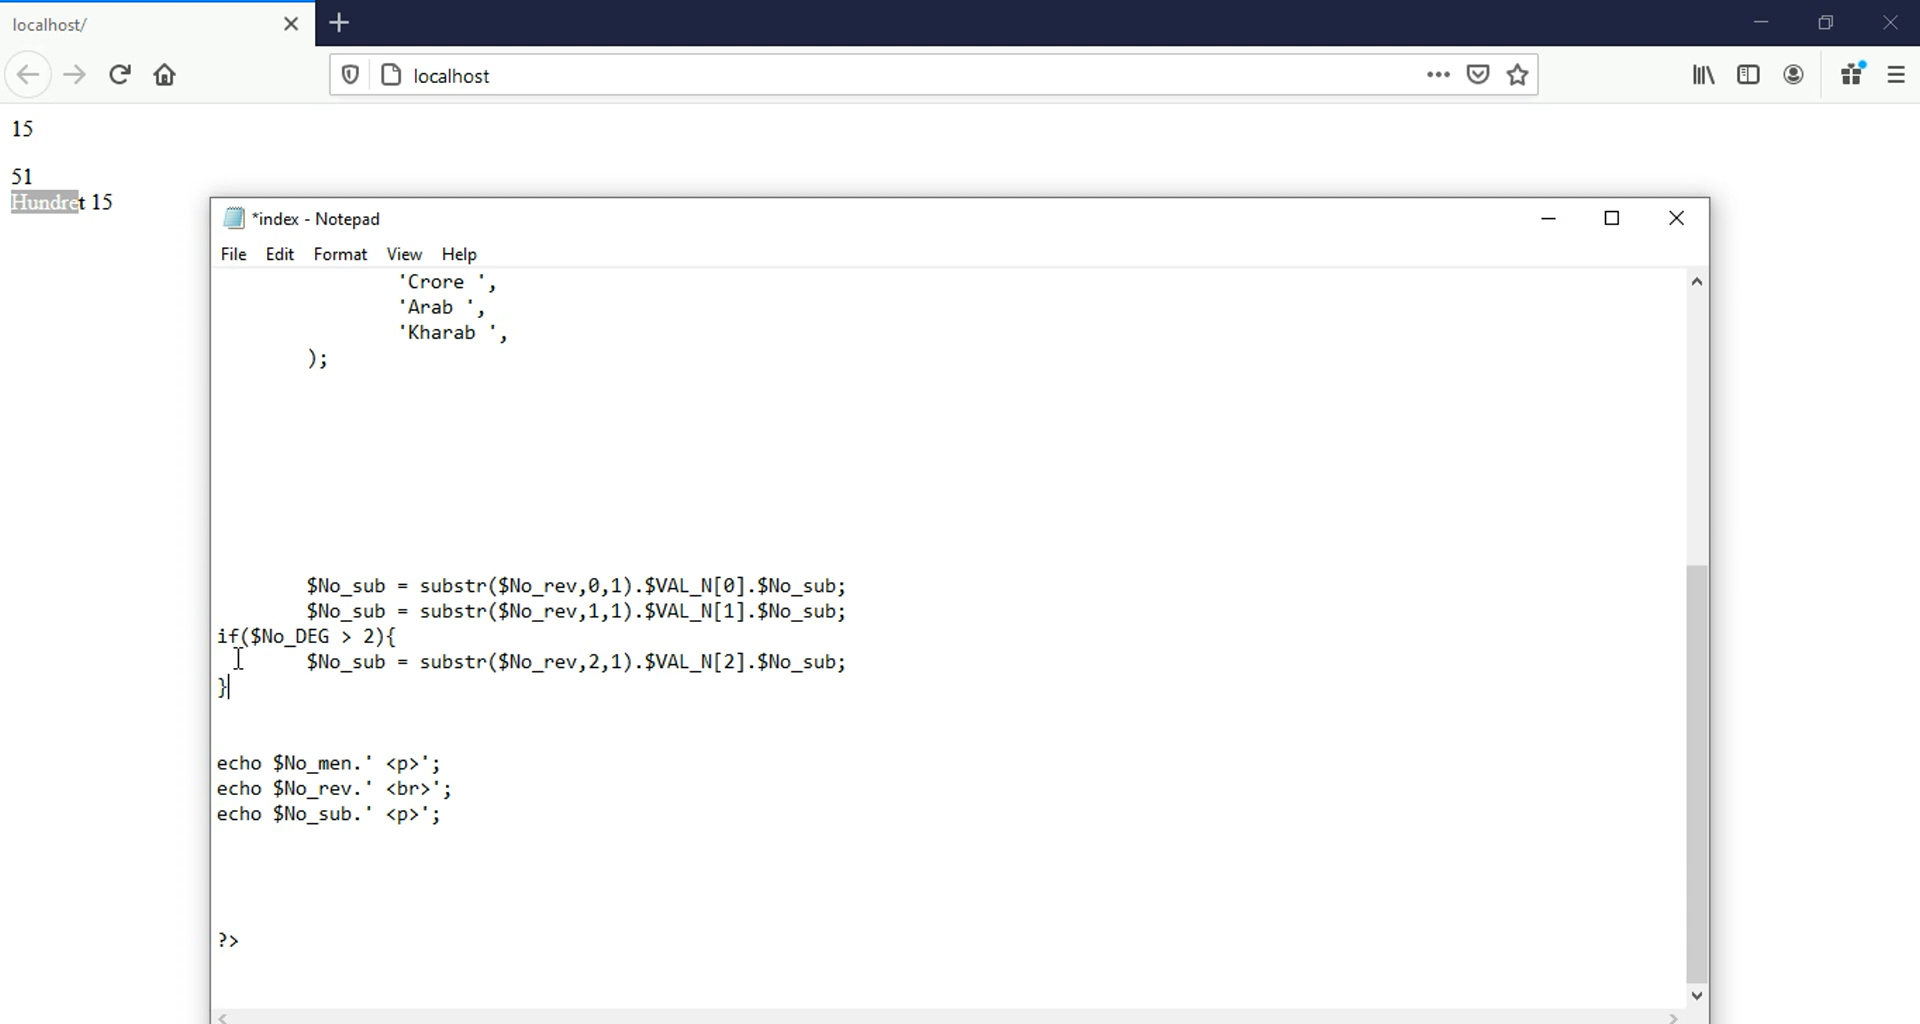 localhost/
localhost
15
51
Hundret 15
*index - Notepad
File Edit Format View Help
'Crore ',
'Arab ',
'Kharab ',
);
$No_sub = substr($No_rev,0,1).$VAL_N[0].$No_sub;
$No_sub = substr($No_rev,1,1).$VAL_N[1].$No_sub;
if($No_DEG > 2){
$No_sub = substr($No_rev,2,1).$VAL_N[2].$No_sub;
}
echo $No_men.' <p>';
echo $No_rev.' <br>';
echo $No_sub.' <p>';
?>